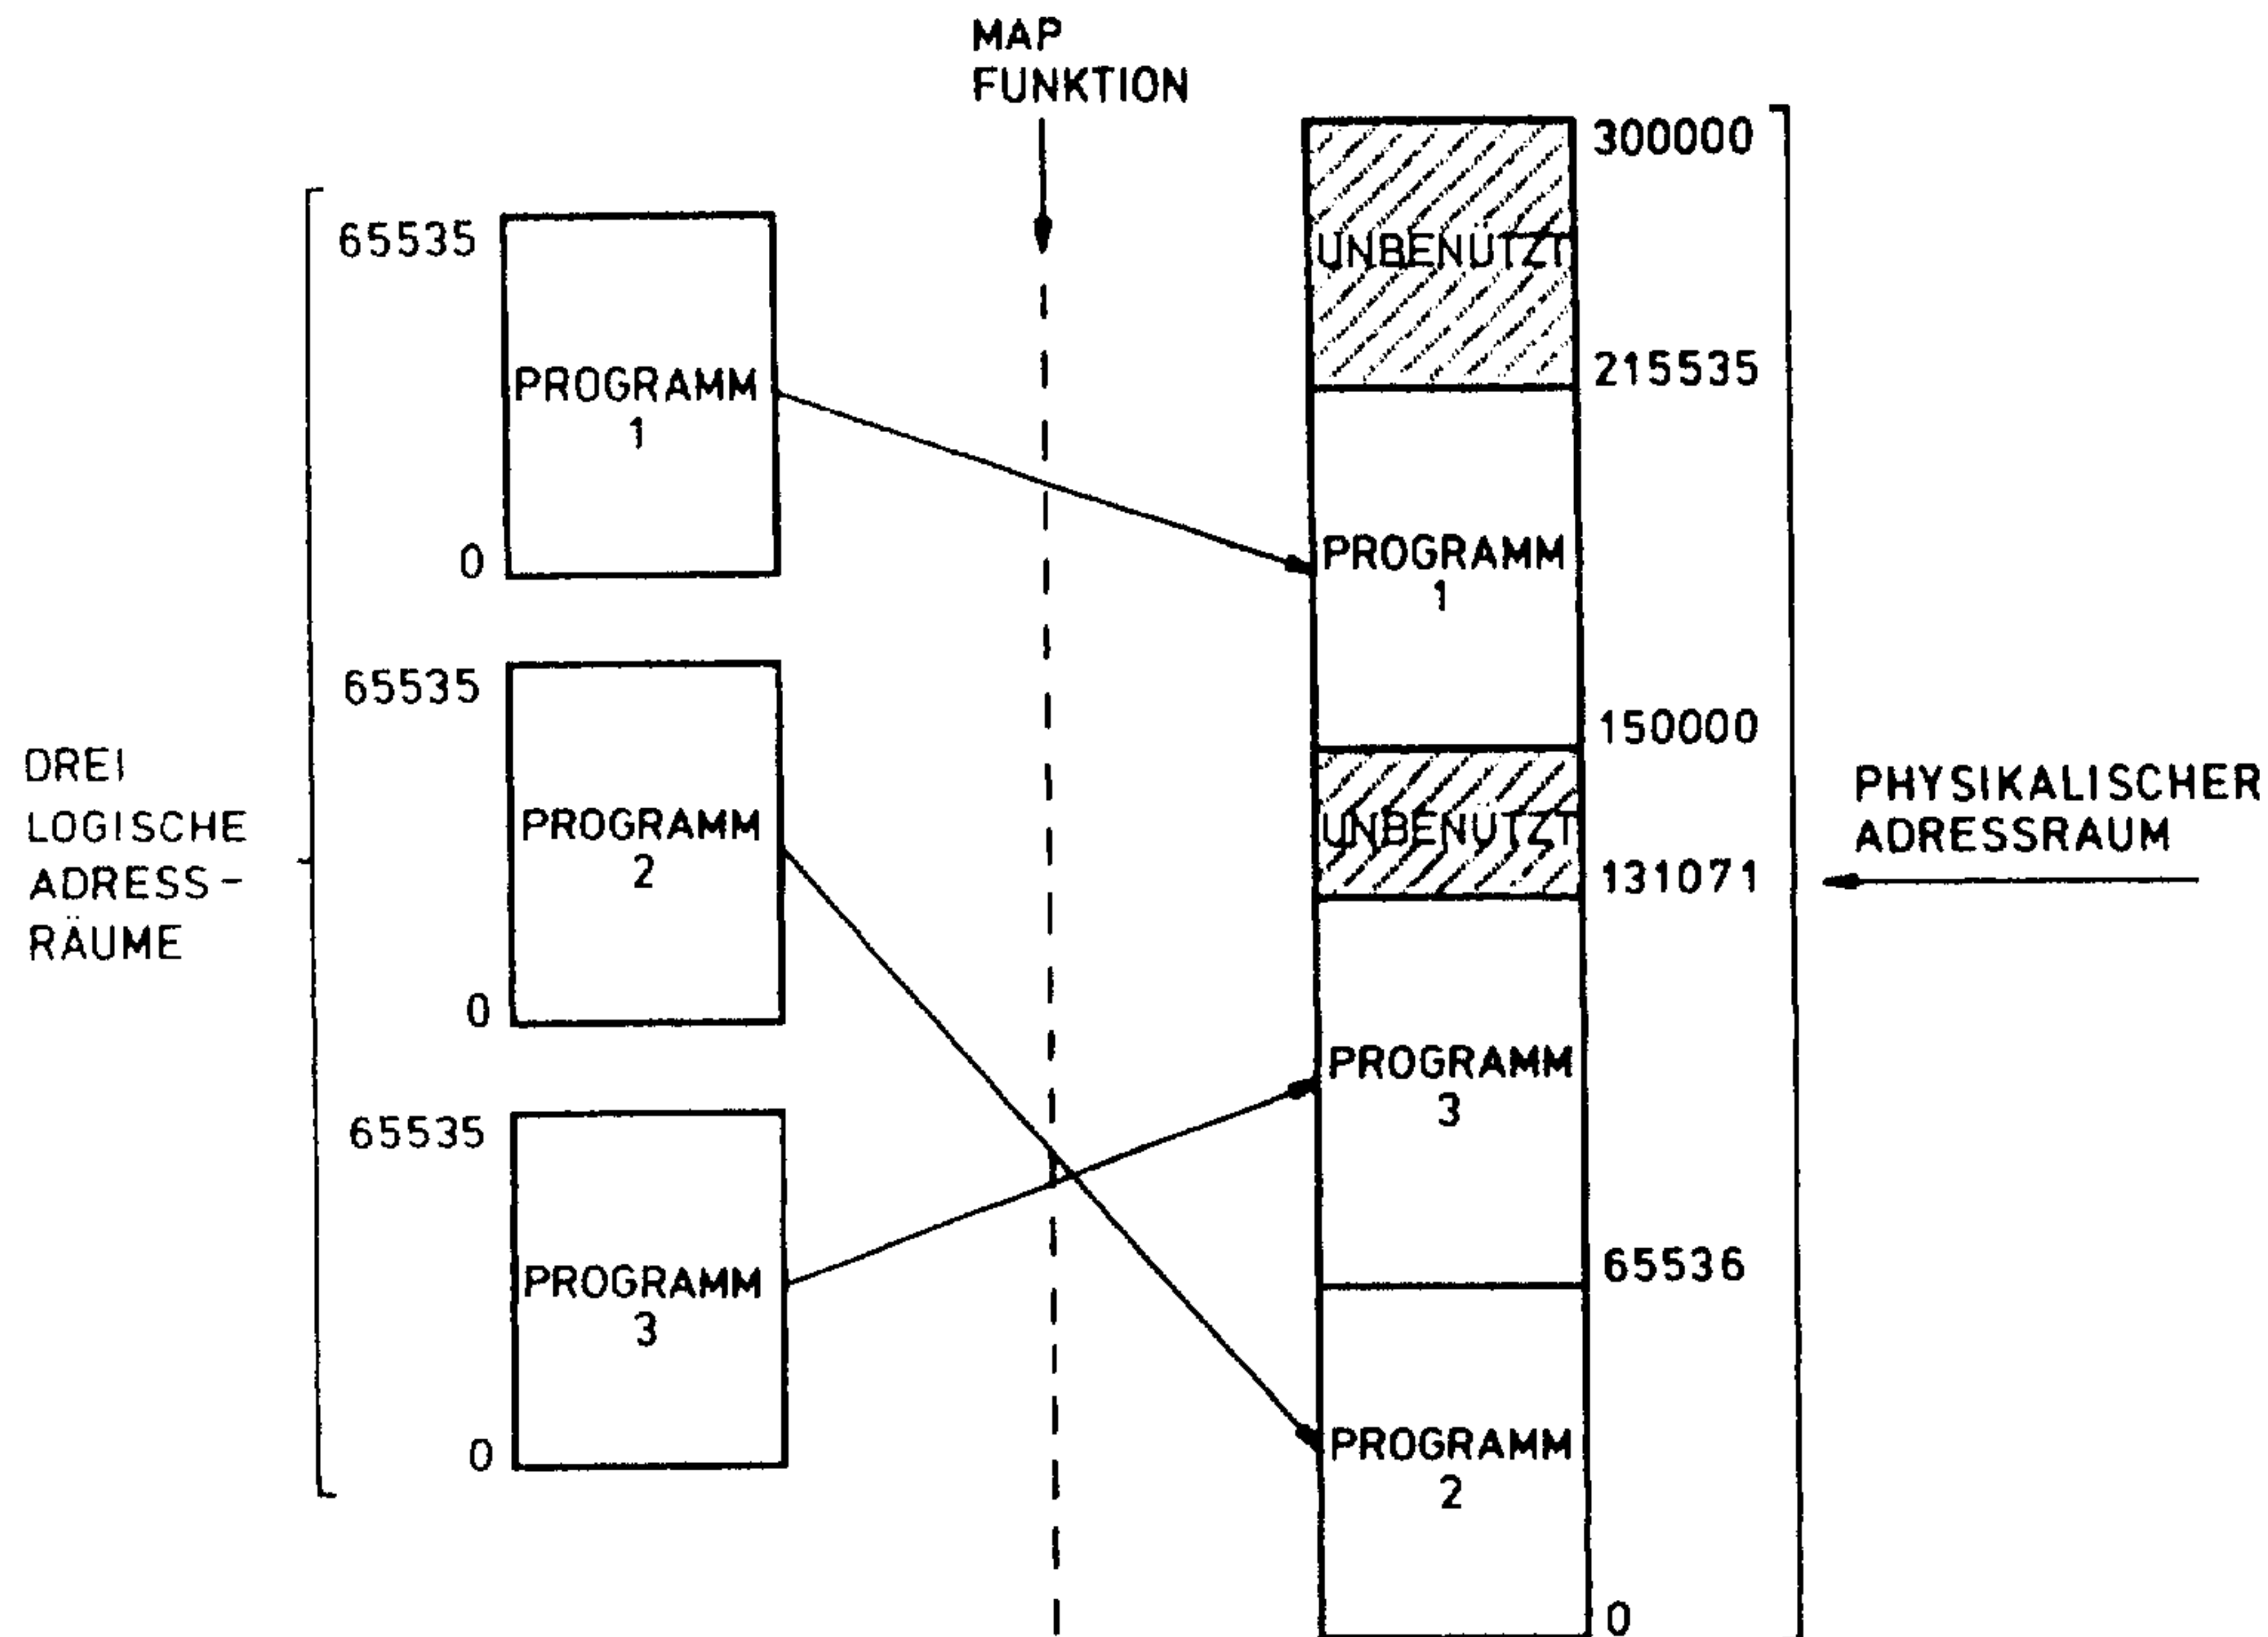 MAP
FUNKTION
DREI
LOGISCHE
ADRESS-
RÄUME
65535
PROGRAMM
1
0
65535
PROGRAMM
2
0
65535
PROGRAMM
3
0
300000
UNBENÜTZT
215535
PROGRAMM
1
150000
UNBENÜTZT
131071
PROGRAMM
3
65536
PROGRAMM
2
0
PHYSIKALISCHER
ADRESSRAUM